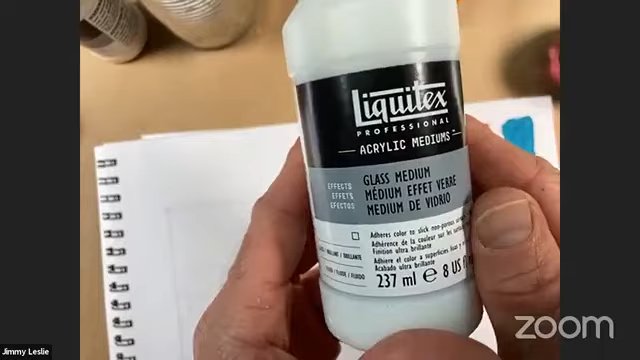 Liquitex
PROFESSIONAL
ACRYLIC MEDIUMS
EFFECTS
EFFETS
EFECTOS
GLASS MEDIUM
MÉDIUM EFFET VERRE
MEDIUM DE VIDRIO
Adheres color to slick non-porous
Adhérence de la couleur sur les
Finition ultra brillante
Adhiere el color a superficies lisas y
Acabado ultra brillante
237 ml ℮ 8 US
zoom
Jimmy Leslie